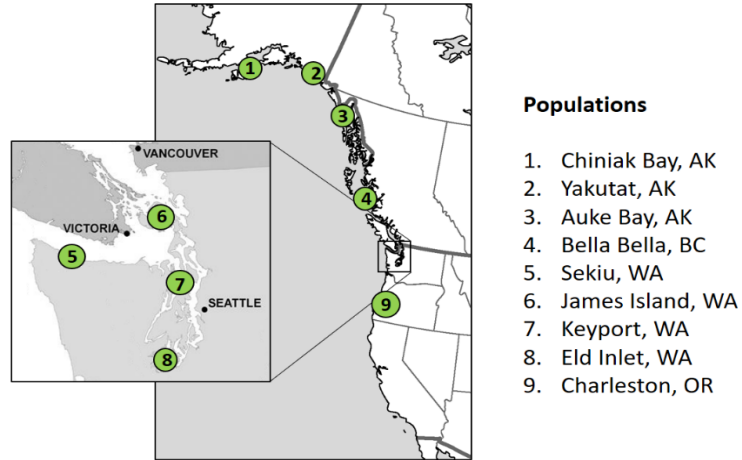 1
2
3
4
9
VANCOUVER
VICTORIA
6
5
7
SEATTLE
8
Populations
1. Chiniak Bay, AK
2. Yakutat, AK
3. Auke Bay, AK
4. Bella Bella, BC
5. Sekiu, WA
6. James Island, WA
7. Keyport, WA
8. Eld Inlet, WA
9. Charleston, OR